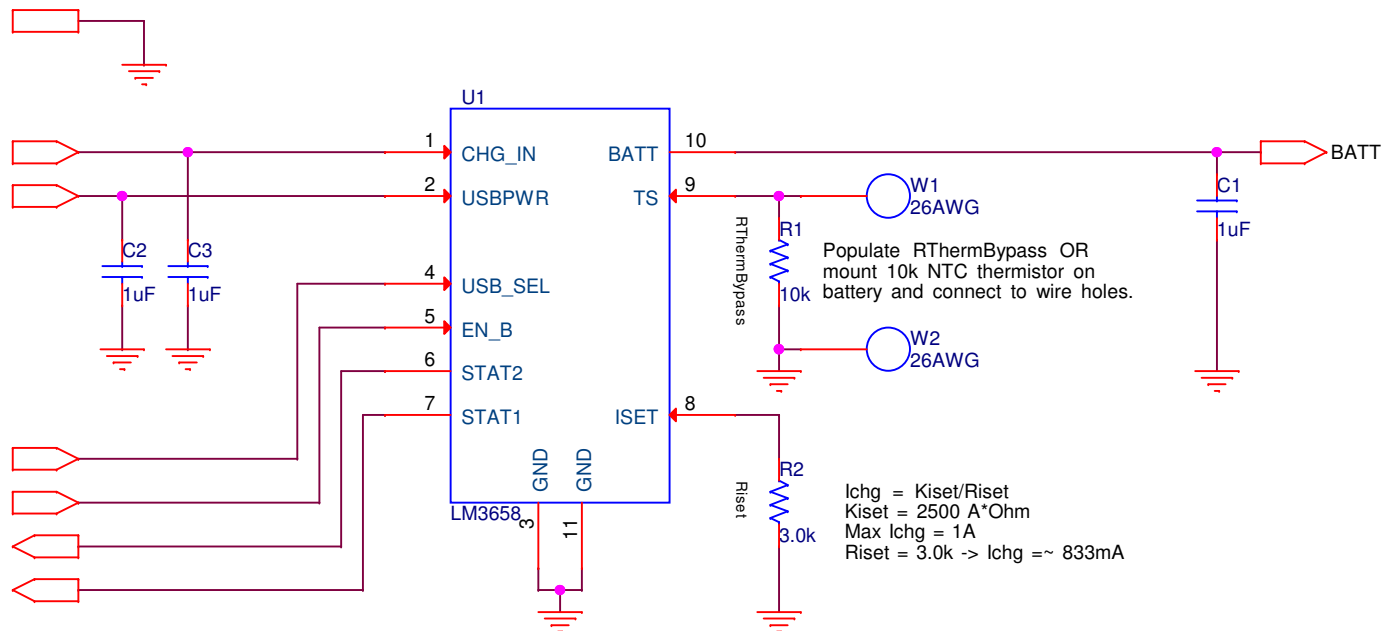 U1
1
CHG_IN
BATT
10
BATT
2
USBPWR
TS
9
W1
26AWG
C1
1uF
RThermBypass
R1
10k
Populate RThermBypass OR
mount 10k NTC thermistor on
battery and connect to wire holes.
C2
1uF
C3
1uF
4
USB_SEL
5
EN_B
W2
26AWG
6
STAT2
7
STAT1
ISET
8
GND
GND
LM3658
3
11
Riset
R2
3.0k
Ichg = Kiset/Riset
Kiset = 2500 A*Ohm
Max Ichg = 1A
Riset = 3.0k -> Ichg =~ 833mA